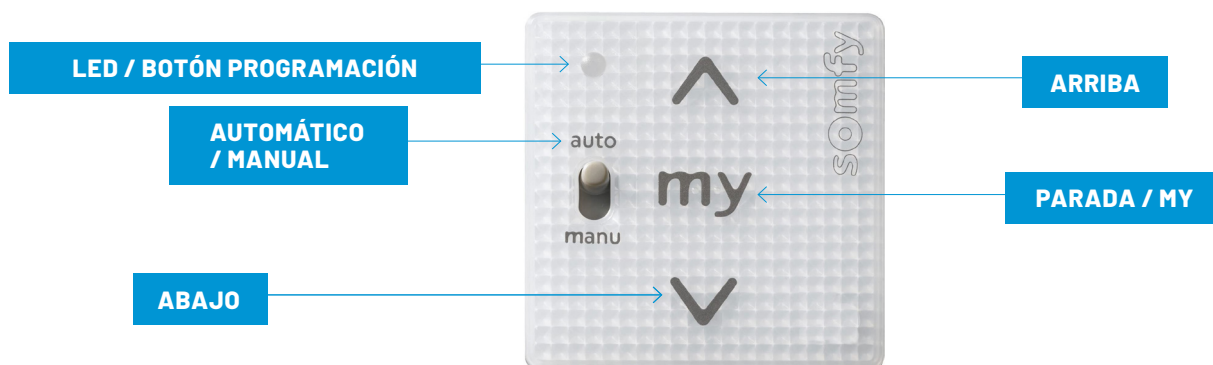 LED / BOTÓN PROGRAMACIÓN
ARRIBA
somfy
AUTOMÁTICO
/ MANUAL
auto
my
PARADA / MY
manu
ABAJO